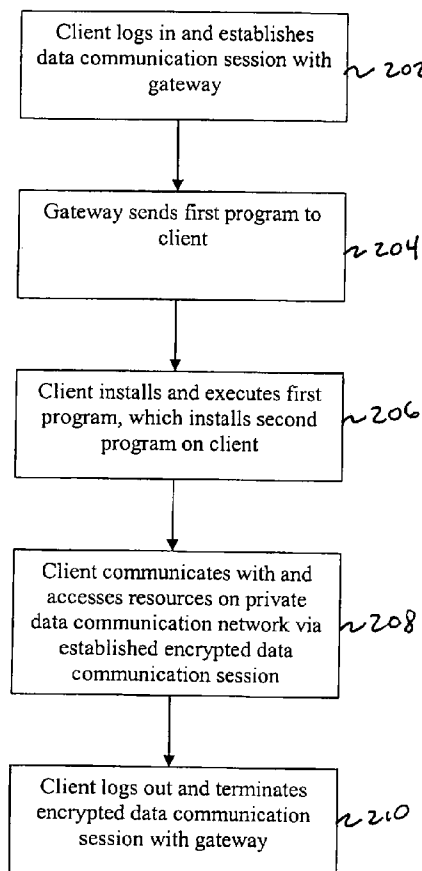 Client logs in and establishes
data communication session with
gateway
202
Gateway sends first program to
client
204
Client installs and executes first
program, which installs second
program on client
206
Client communicates with and
accesses resources on private
data communication network via
established encrypted data
communication session
208
Client logs out and terminates
encrypted data communication
session with gateway
210